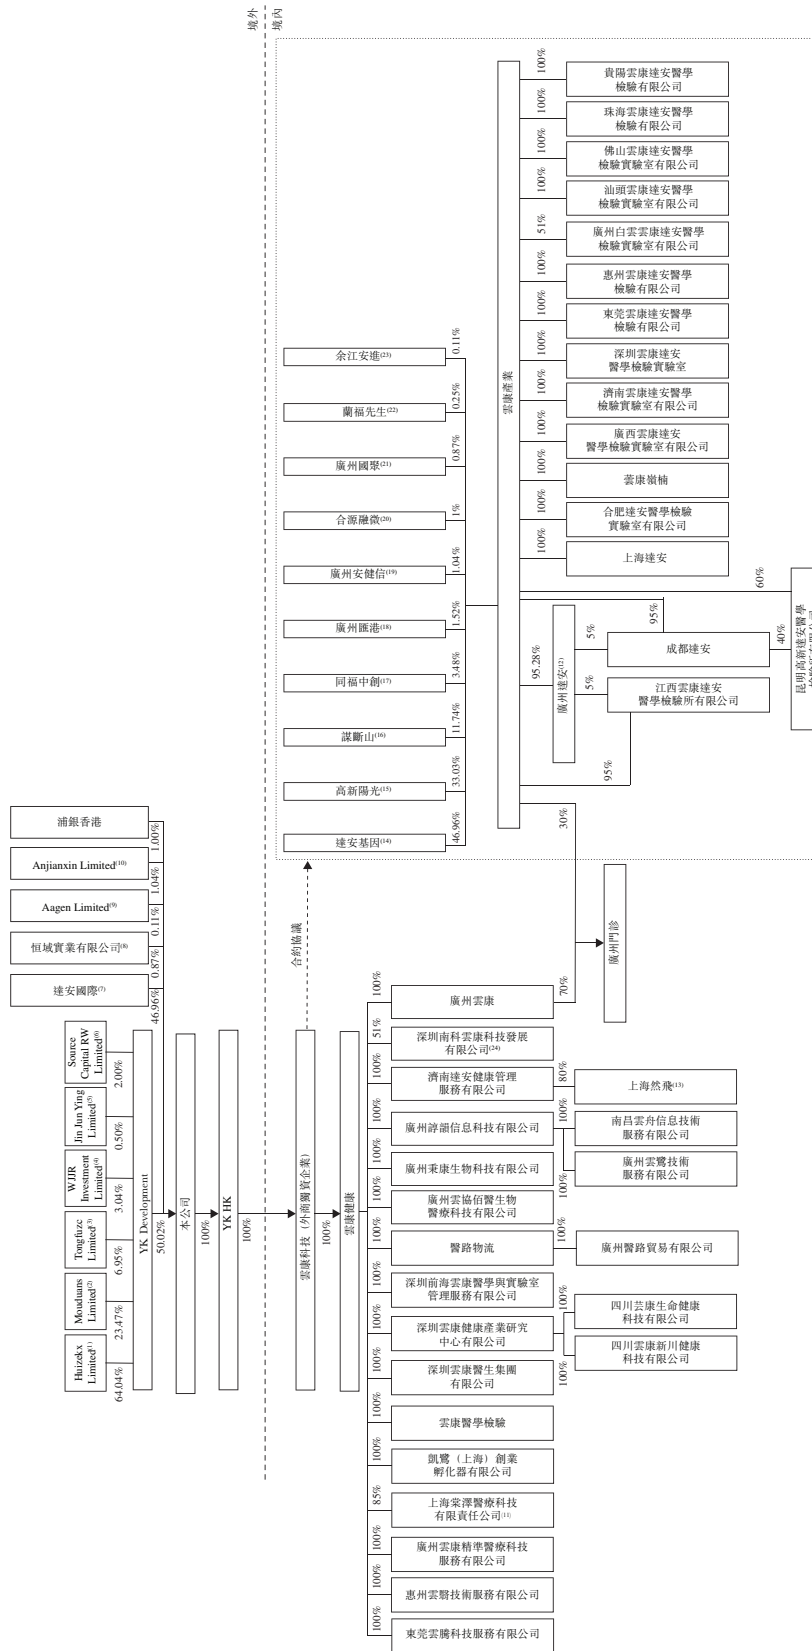 Huizekx
Limited(1)
Mouduans
Limited(2)
Tongfuzc
Limited(3)
WJJR
Investment
Limited(4)
Jin Jun Ying
Limited(5)
Source
Capital RW
Limited(6)
64.04%
23.47%
6.95%
3.04%
0.50%
2.00%
達安國際(7)
恒域實業有限公司(8)
Aagen Limited(9)
Anjianxin Limited(10)
浦銀香港
YK Development
50.02%
46.96%
0.87%
0.11%
1.04%
1.00%
本公司
100%
YK HK
100%
境外
境內
雲康科技(外商獨資企業)
合約協議
100%
雲康健康
100%
100%
100%
85%
100%
100%
100%
100%
100%
100%
100%
100%
100%
100%
51%
100%
東莞雲騰科技服務有限公司
惠州雲翳技術服務有限公司
廣州雲康精準醫療科技
服務有限公司
上海棠澤醫療科技
有限責任公司(11)
凱鷺(上海)創業
孵化器有限公司
雲康醫學檢驗
深圳雲康醫生集團
有限公司
深圳雲康健康產業研究
中心有限公司
深圳前海雲康醫學與實驗室
管理服務有限公司
醫路物流
廣州雲協佰醫生物
醫療科技有限公司
廣州秉康生物科技有限公司
廣州諄韻信息科技有限公司
濟南達安健康管理
服務有限公司
深圳南科雲康科技發展
有限公司(24)
廣州雲康
100%
100%
100%
100%
100%
80%
70%
30%
四川雲康新川健康
科技有限公司
四川芸康生命健康
科技有限公司
廣州醫路貿易有限公司
廣州雲鷺技術
服務有限公司
南昌雲舟信息技術
服務有限公司
上海然飛(13)
廣州門診
達安基因(14)
高新陽光(15)
謀斷山(16)
同福中創(17)
廣州匯港(18)
廣州安健信(19)
合源融微(20)
廣州國聚(21)
蘭福先生(22)
余江安進(23)
46.96%
33.03%
11.74%
3.48%
1.52%
1.04%
1%
0.87%
0.25%
0.11%
雲康產業
95%
95.28%
95%
60%
100%
100%
100%
100%
100%
100%
100%
100%
51%
100%
100%
100%
100%
廣州達安(12)
5%
5%
江西雲康達安
醫學檢驗所有限公司
成都達安
40%
昆明高新達安醫學
上海達安
合肥達安醫學檢驗
實驗室有限公司
蕓康嶺楠
廣西雲康達安
醫學檢驗實驗室有限公司
濟南雲康達安醫學
檢驗實驗室有限公司
深圳雲康達安
醫學檢驗實驗室
東莞雲康達安醫學
檢驗有限公司
惠州雲康達安醫學
檢驗有限公司
廣州白雲雲康達安醫學
檢驗實驗室有限公司
汕頭雲康達安醫學
檢驗實驗室有限公司
佛山雲康達安醫學
檢驗實驗室有限公司
珠海雲康達安醫學
檢驗有限公司
貴陽雲康達安醫學
檢驗有限公司